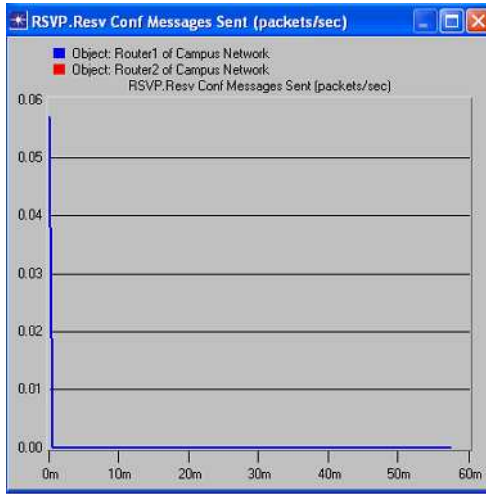 RSVP.Resv Conf Messages Sent (packets/sec)
Object: Router1 of Campus Network
Object: Router2 of Campus Network
RSVP.Resv Conf Messages Sent (packets/sec)
0.06
0.05
0.04
0.03
0.02
0.01
0.00
0m 10m 20m 30m 40m 50m 60m